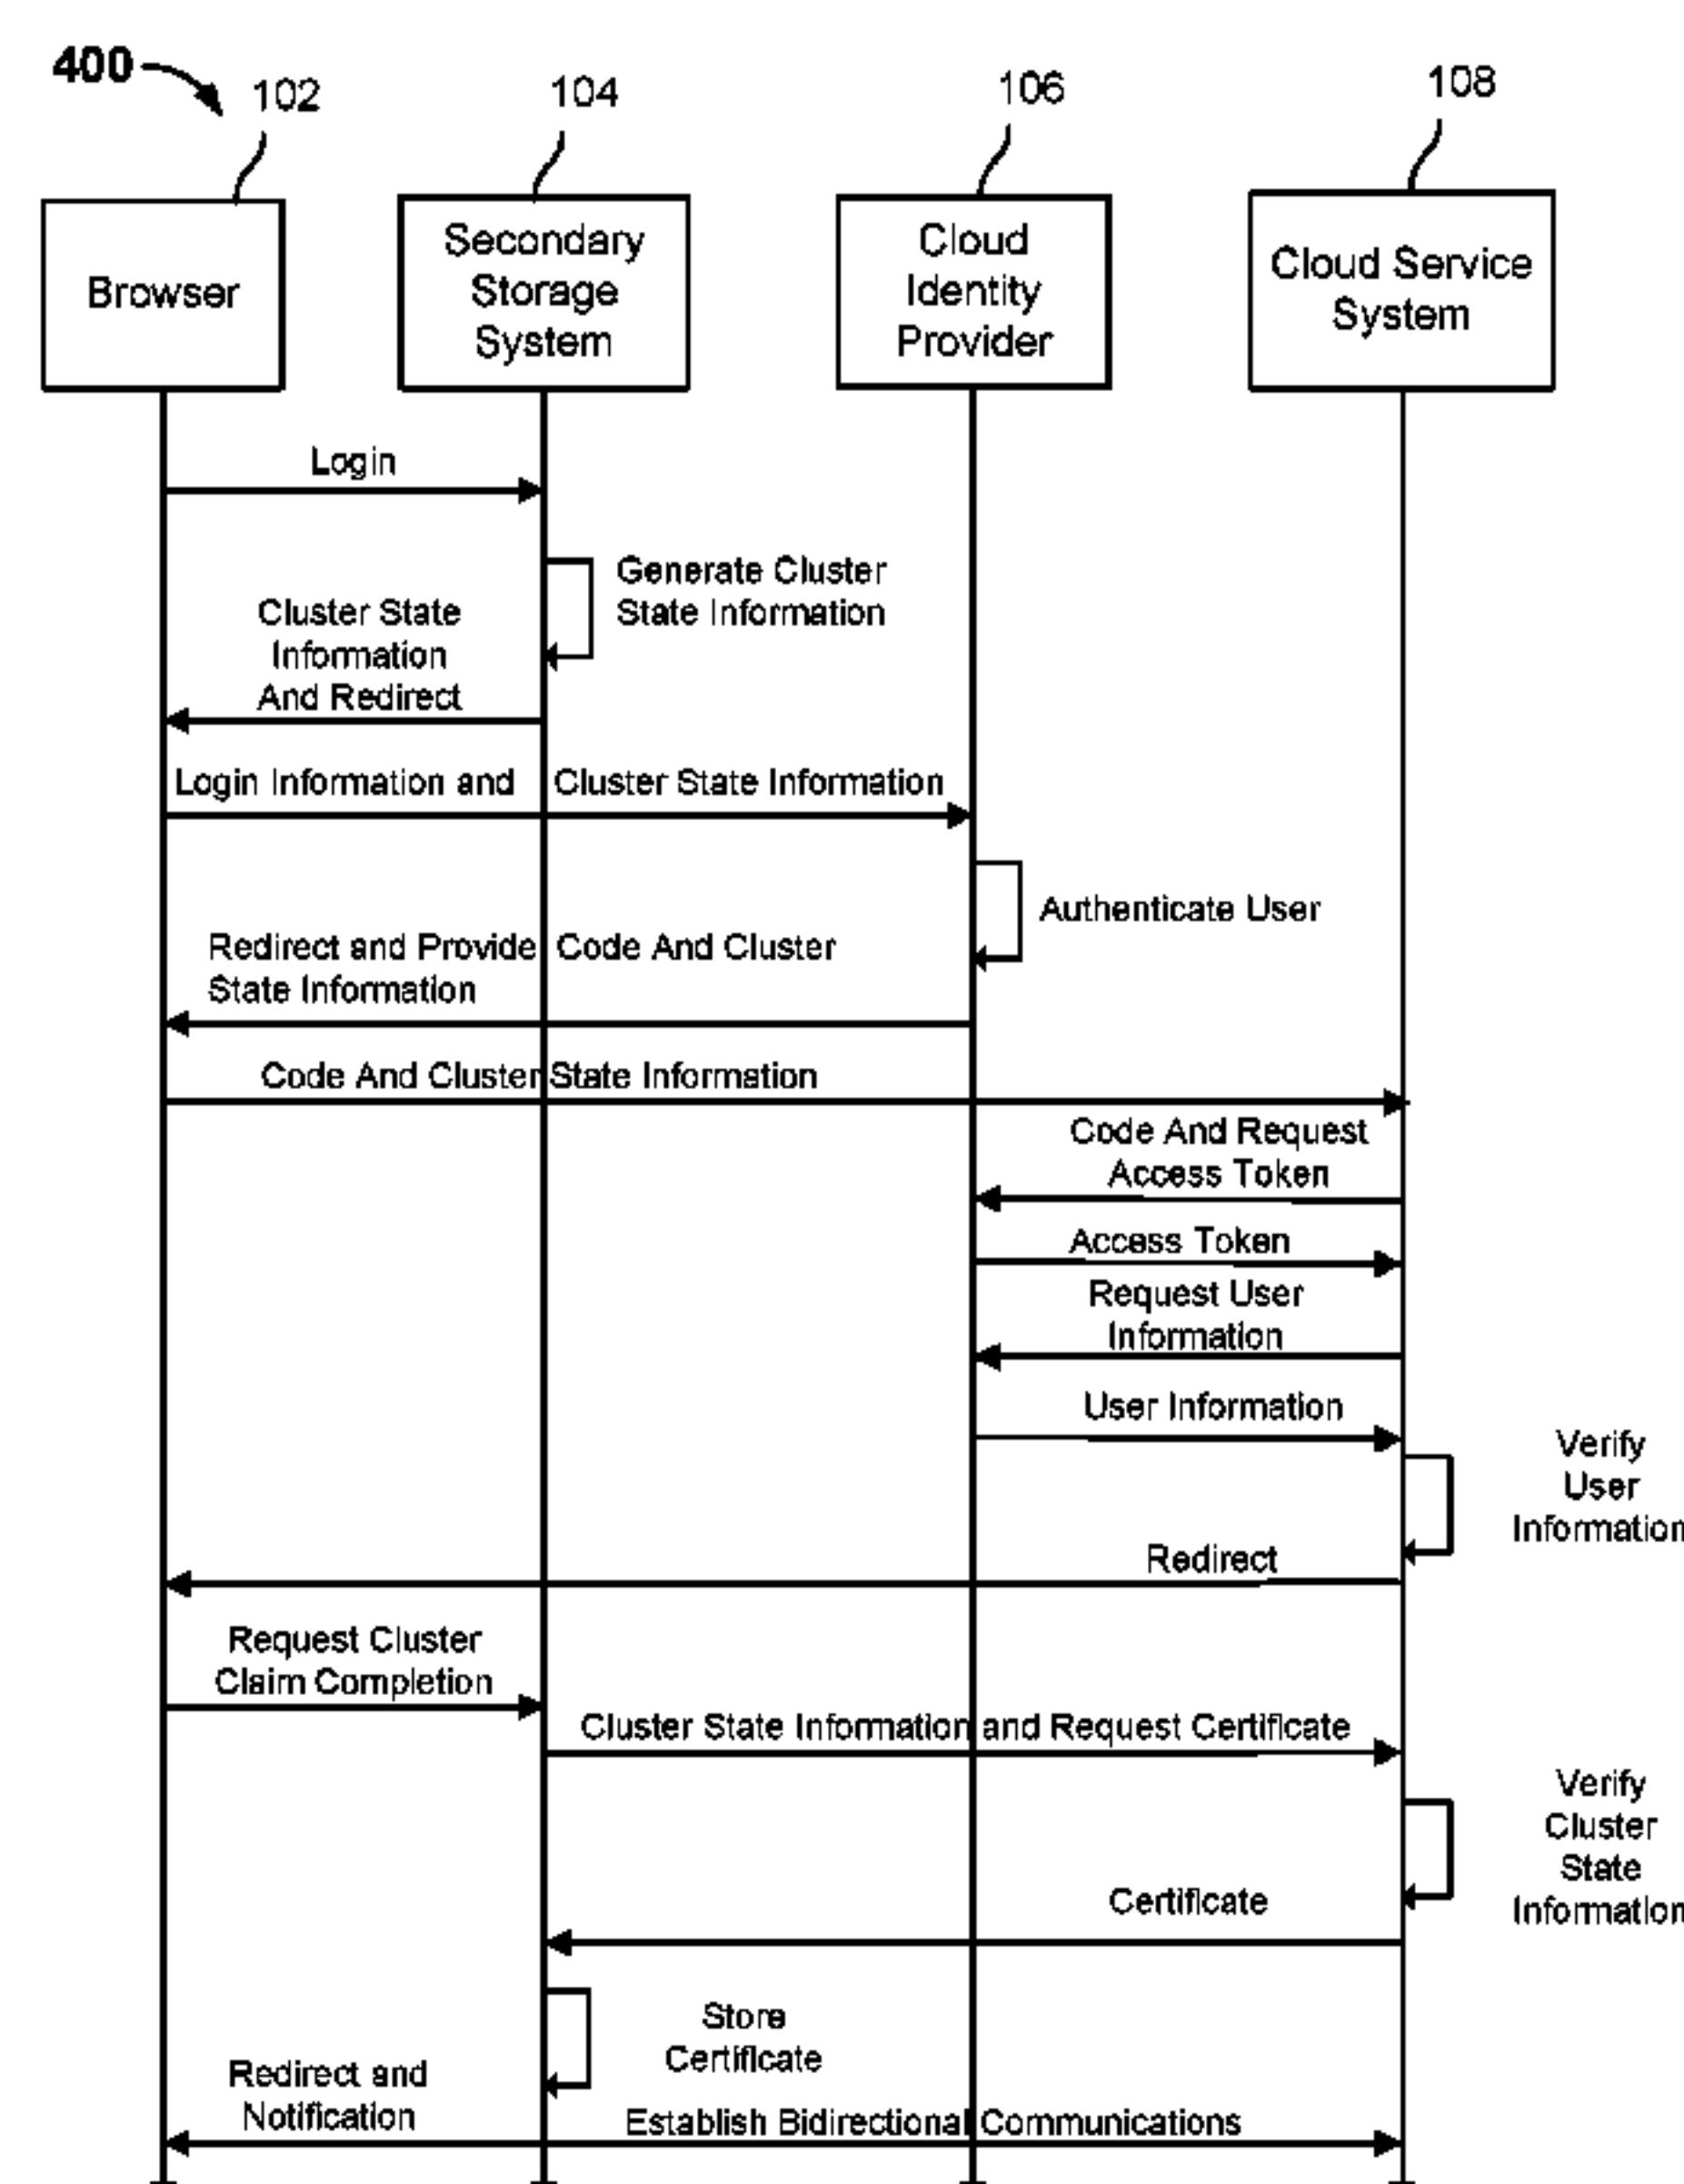 400
102
104
106
108
Browser
Secondary
Storage
System
Cloud
Identity
Provider
Cloud Service
System
Login
Generate Cluster
State Information
Cluster State
Information
And Redirect
Login Information and Cluster State Information
Authenticate User
Redirect and Provide Code And Cluster
State Information
Code And Cluster State Information
Code And Request
Access Token
Access Token
Request User
Information
User Information
Verify
User
Information
Redirect
Request Cluster
Claim Completion
Cluster State Information and Request Certificate
Verify
Cluster
State
Information
Certificate
Store
Certificate
Redirect and
Notification
Establish Bidirectional Communications